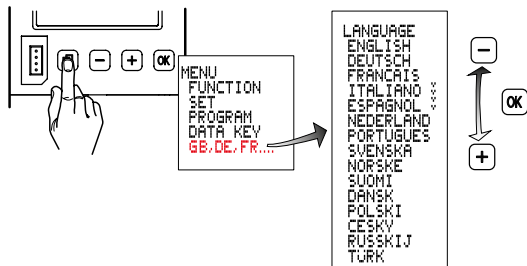 OK
MENU
FUNCTION
SET
PROGRAM
DATA KEY
GB,DE,FR....
LANGUAGE
ENGLISH
DEUTSCH
FRANCAIS
ITALIANO
ESPAGNOL
NEDERLAND
PORTUGUES
SVENSKA
NORSKE
SUOMI
DANSK
POLSKI
CESKY
RUSSKIJ
TURK
OK